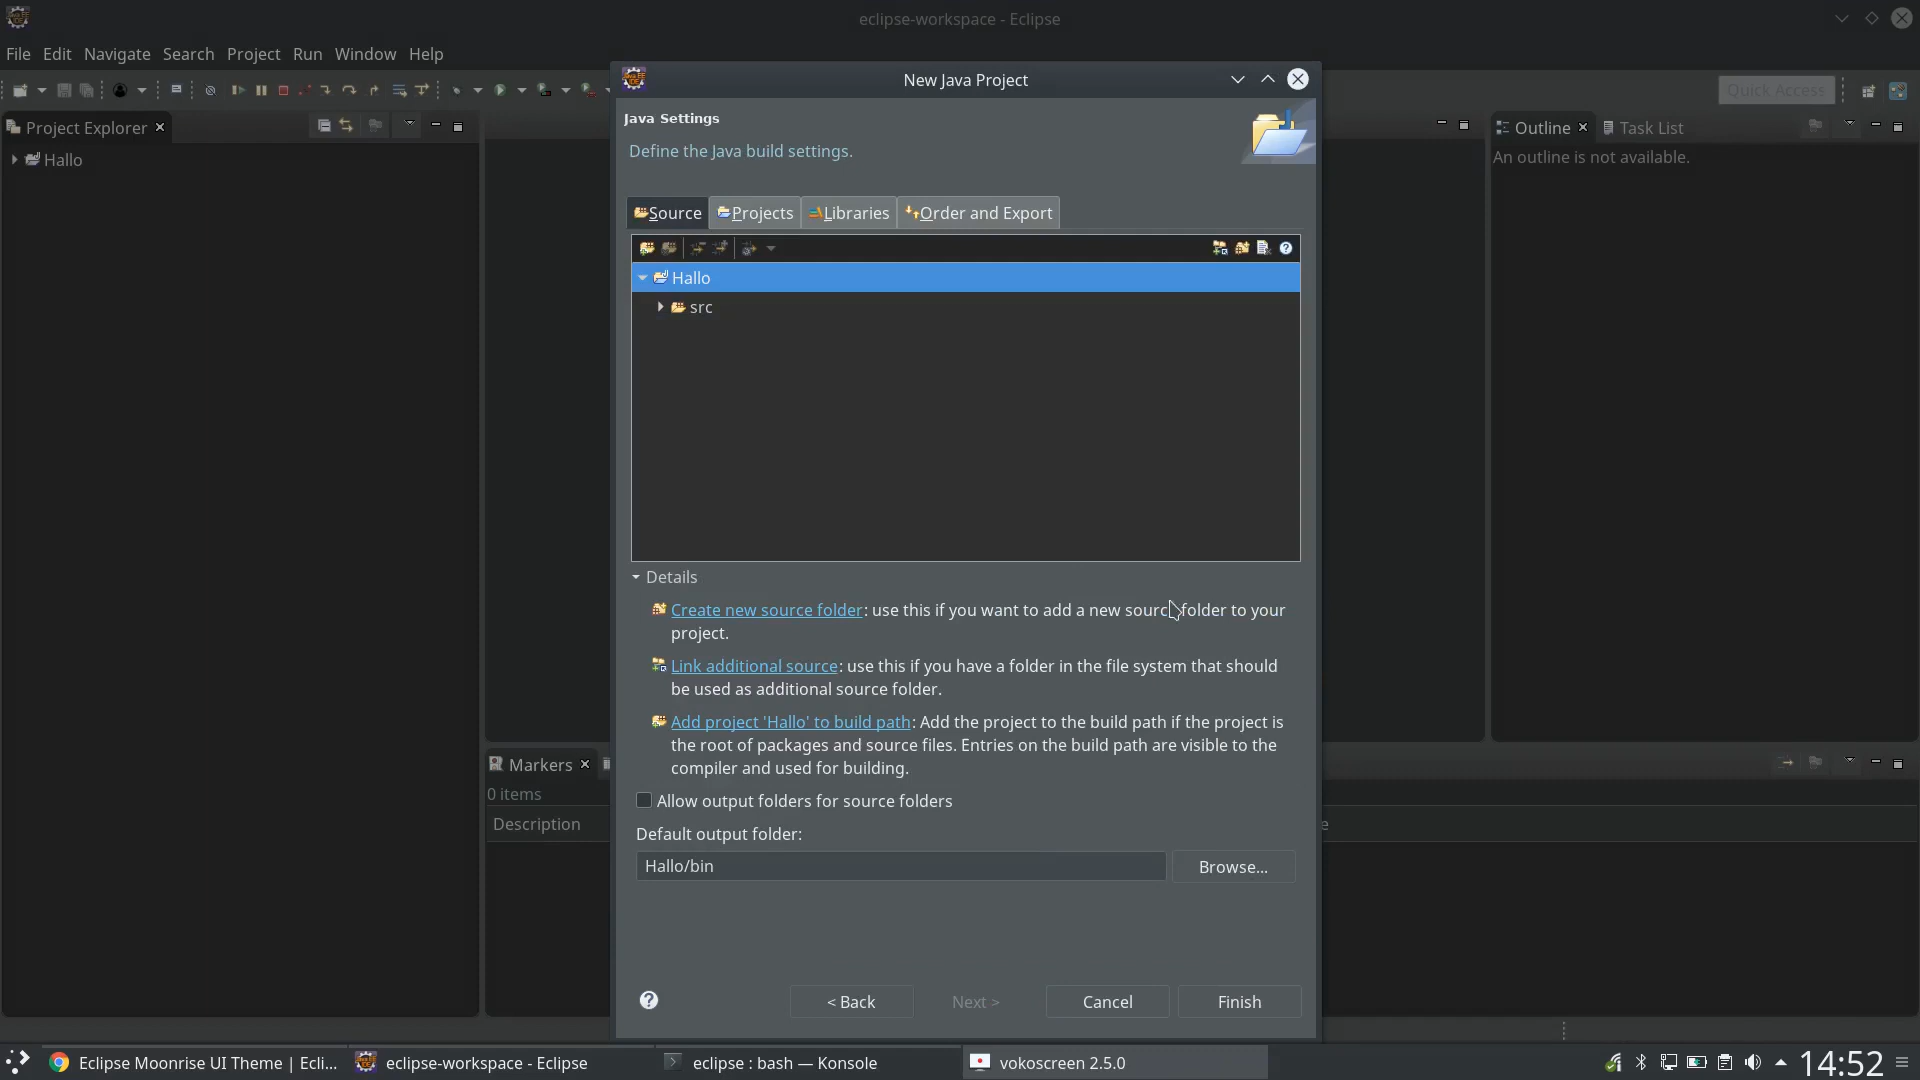 eclipse-workspace - Eclipse
File Edit Navigate Search Project Run Window Help
New Java Project
Quick Access
Project Explorer
Hallo
Java Settings
Define the Java build settings.
Source Projects Libraries Order and Export
Hallo
src
Details
Create new source folder: use this if you want to add a new source folder to your
project.
Link additional source: use this if you have a folder in the file system that should
be used as additional source folder.
Add project 'Hallo' to build path: Add the project to the build path if the project is
the root of packages and source files. Entries on the build path are visible to the
compiler and used for building.
Allow output folders for source folders
Default output folder:
Hallo/bin Browse...
< Back Next > Cancel Finish
Outline Task List
An outline is not available.
Markers
0 items
Description
Eclipse Moonrise UI Theme | Ecli... eclipse-workspace - Eclipse eclipse : bash — Konsole vokoscreen 2.5.0 14:52